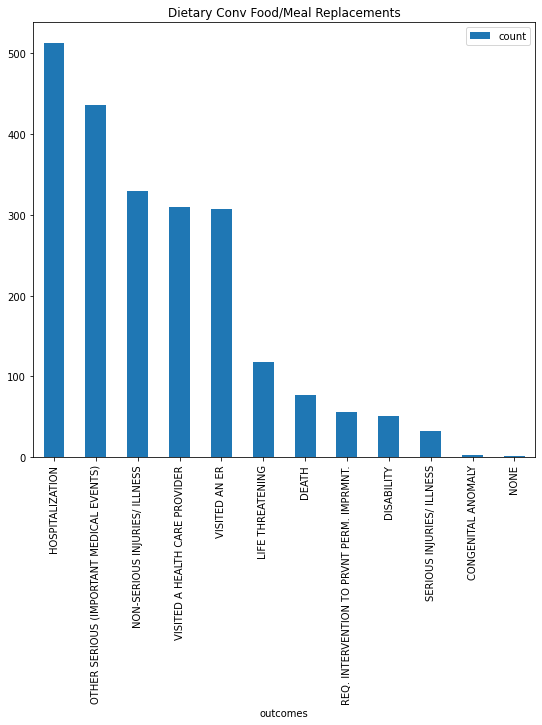 Dietary Conv Food/Meal Replacements
count
500
400
300
200
100
0
HOSPITALIZATION
OTHER SERIOUS (IMPORTANT MEDICAL EVENTS)
NON-SERIOUS INJURIES/ ILLNESS
VISITED A HEALTH CARE PROVIDER
VISITED AN ER
LIFE THREATENING
DEATH
REQ. INTERVENTION TO PRVNT PERM. IMPRMNT.
DISABILITY
SERIOUS INJURIES/ ILLNESS
CONGENITAL ANOMALY
NONE
outcomes